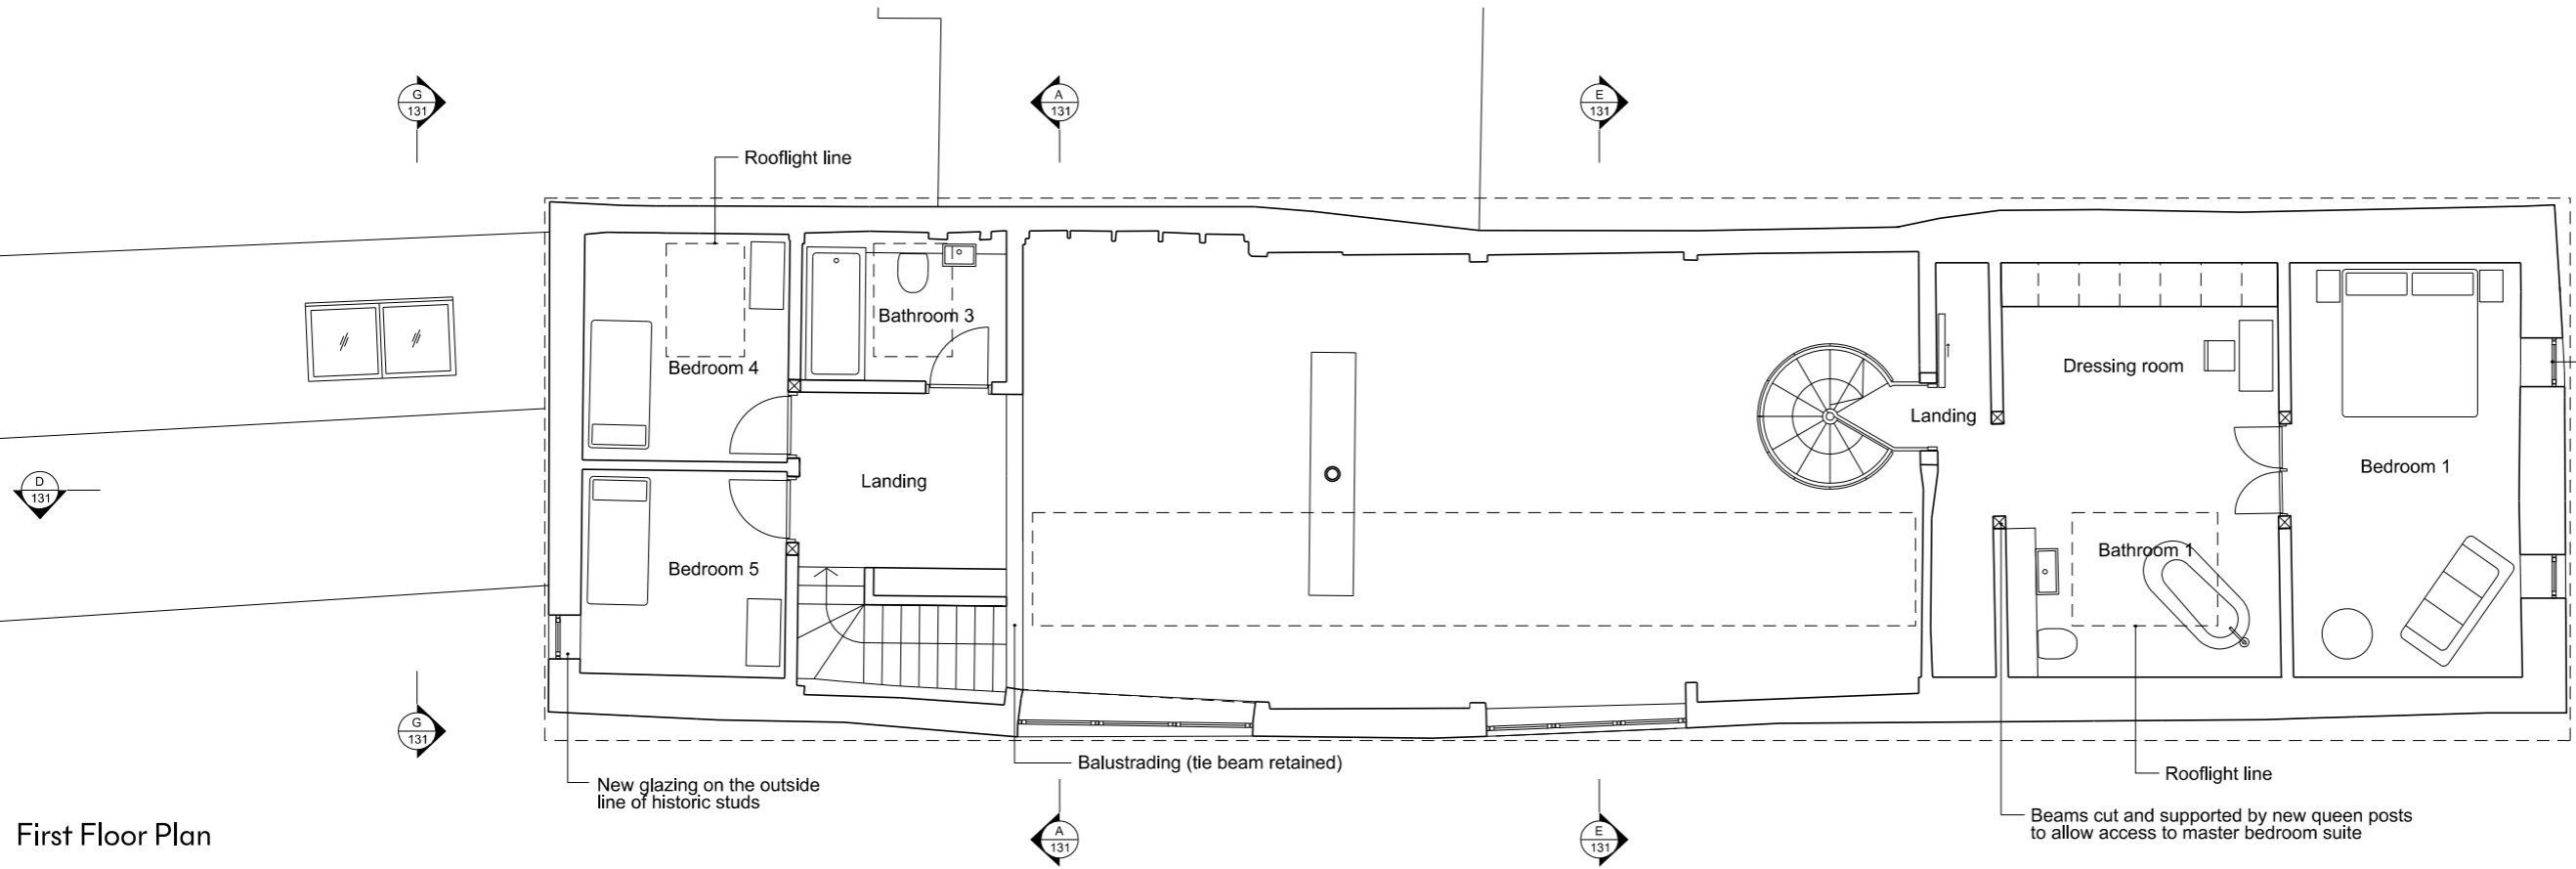 G
131
A
131
E
131
Rooflight line
Bathroom 3
Bedroom 4
Dressing room
Landing
Bedroom 1
Landing
D
131
Bathroom 1
Bedroom 5
G
131
Balustrading (tie beam retained)
Rooflight line
New glazing on the outside
line of historic studs
Beams cut and supported by new queen posts
to allow access to master bedroom suite
A
131
E
131
First Floor Plan